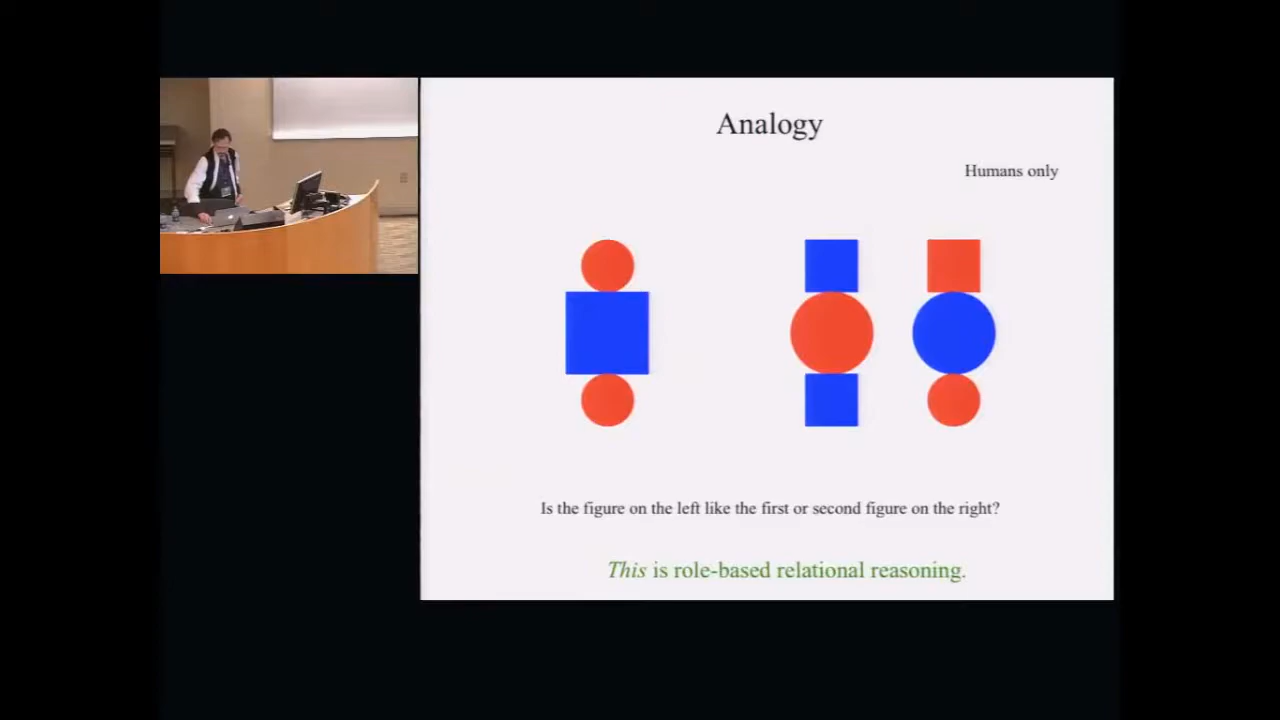 Analogy
Humans only
Is the figure on the left like the first or second figure on the right?
This is role-based relational reasoning.